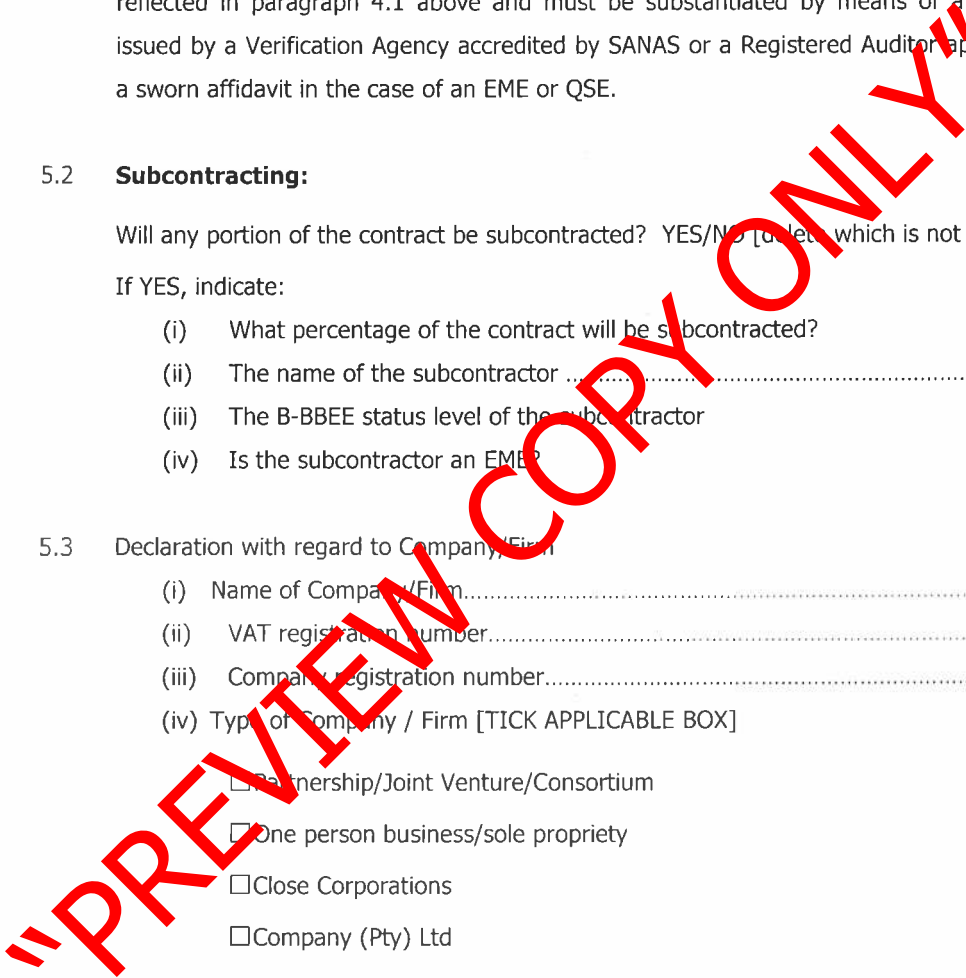 reflected in paragraph 4.1 above and must be substantiated by means of a
issued by a Verification Agency accredited by SANAS or a Registered Auditor ap
a sworn affidavit in the case of an EME or QSE.
5.2 Subcontracting:
Will any portion of the contract be subcontracted? YES/NO [delete which is not
If YES, indicate:
(i) What percentage of the contract will be subcontracted?
(ii) The name of the subcontractor ............................................................
(iii) The B-BBEE status level of the subcontractor
(iv) Is the subcontractor an EME?
5.3 Declaration with regard to Company/Firm
(i) Name of Company/Firm............................................................................
(ii) VAT registration number........................................................................
(iii) Company registration number...............................................................
(iv) Type of Company / Firm [TICK APPLICABLE BOX]
☐Partnership/Joint Venture/Consortium
☐One person business/sole propriety
☐Close Corporations
☐Company (Pty) Ltd
"PREVIEW COPY ONLY"